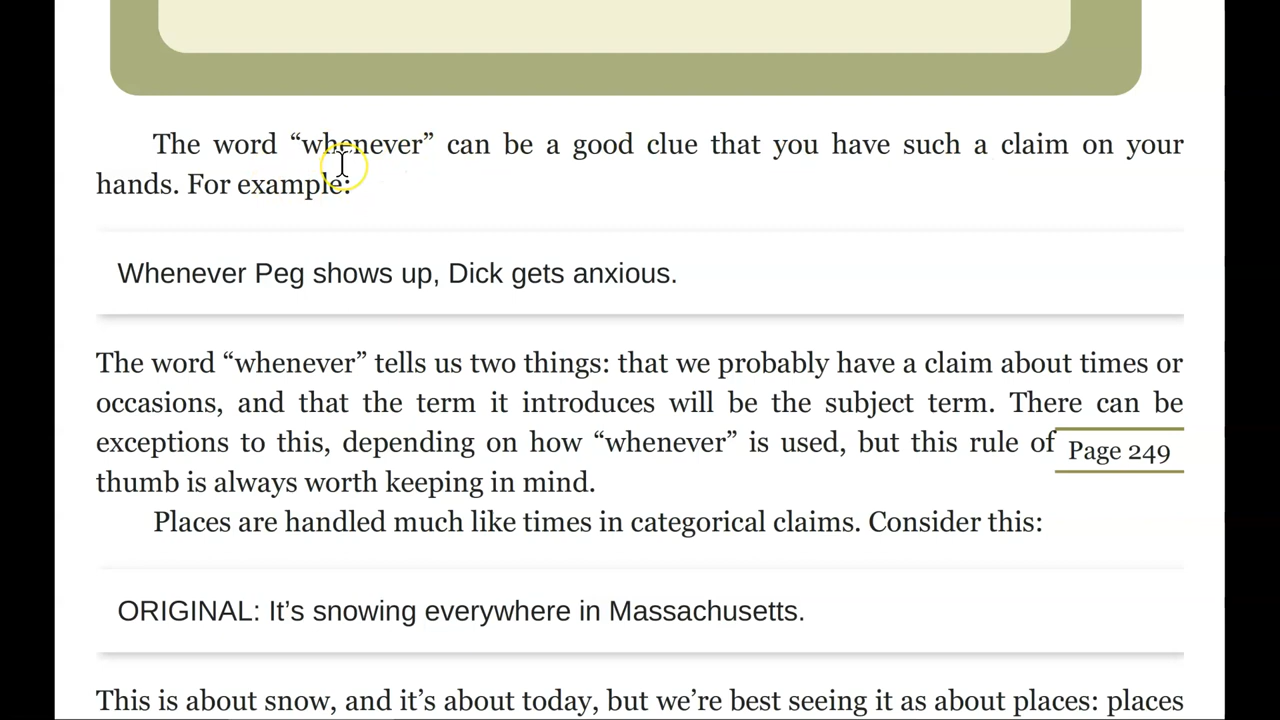 The word “whenever” can be a good clue that you have such a claim on your
hands. For example:
Whenever Peg shows up, Dick gets anxious.
The word “whenever” tells us two things: that we probably have a claim about times or
occasions, and that the term it introduces will be the subject term. There can be
exceptions to this, depending on how “whenever” is used, but this rule of
Page 249
thumb is always worth keeping in mind.
Places are handled much like times in categorical claims. Consider this:
ORIGINAL: It’s snowing everywhere in Massachusetts.
This is about snow, and it’s about today, but we’re best seeing it as about places: places